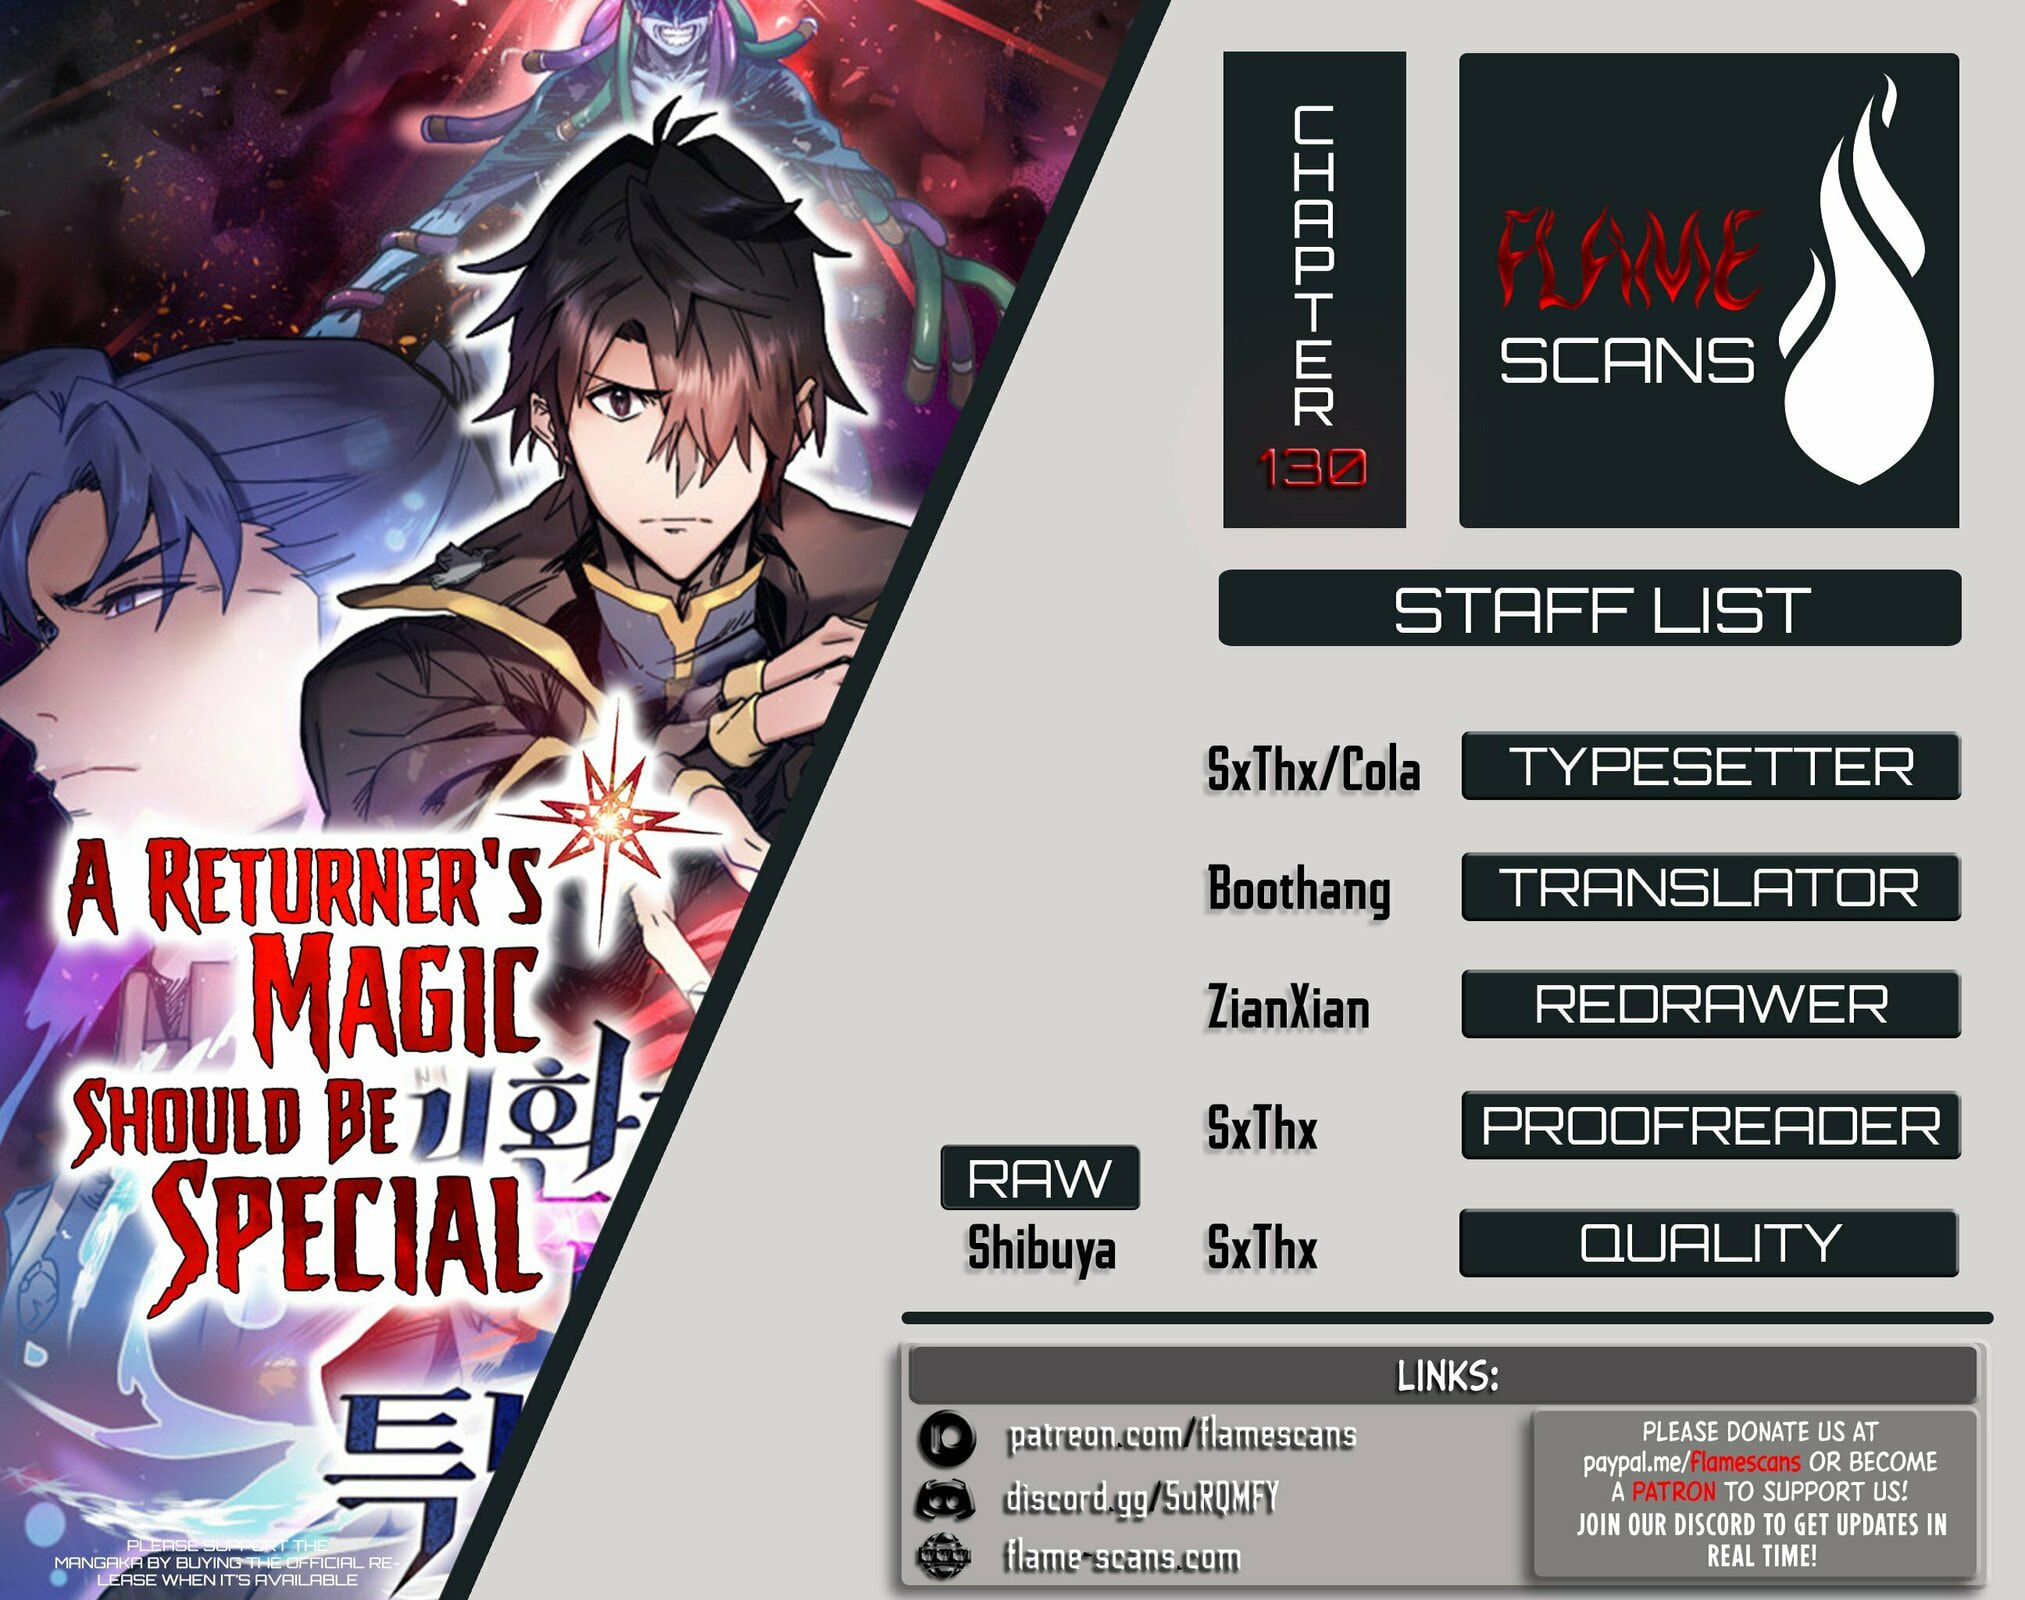 CHAPTER
130
FLAME
SCANS
STAFF LIST
SxThx/Cola TYPESETTER
Boothang TRANSLATOR
ZianXian REDRAWER
SxThx PROOFREADER
RAW
Shibuya
SxThx QUALITY
A RETURNER'S
MAGIC
SHOULD BE
SPECIAL
기환
특
PLEASE SUPPORT THE
MANGAKA BY BUYING THE OFFICIAL RE-
LEASE WHEN IT'S AVAILABLE
LINKS:
patreon.com/flamescans
discord.gg/5uRQMFY
flame-scans.com
PLEASE DONATE US AT
paypal.me/Flamescans OR BECOME
A PATRON TO SUPPORT US!
JOIN OUR DISCORD TO GET UPDATES IN
REAL TIME!